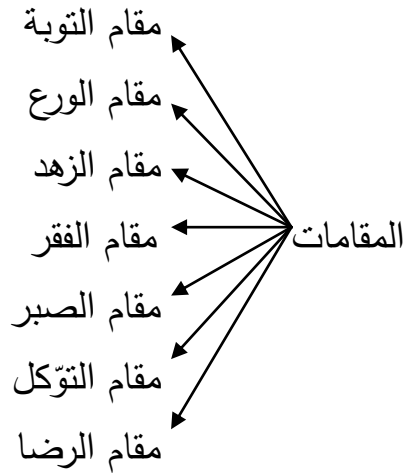 مقام التوبة
مقام الورع
مقام الزهد
مقام الفقر
المقامات
مقام الصبر
مقام التوّكل
مقام الرضا